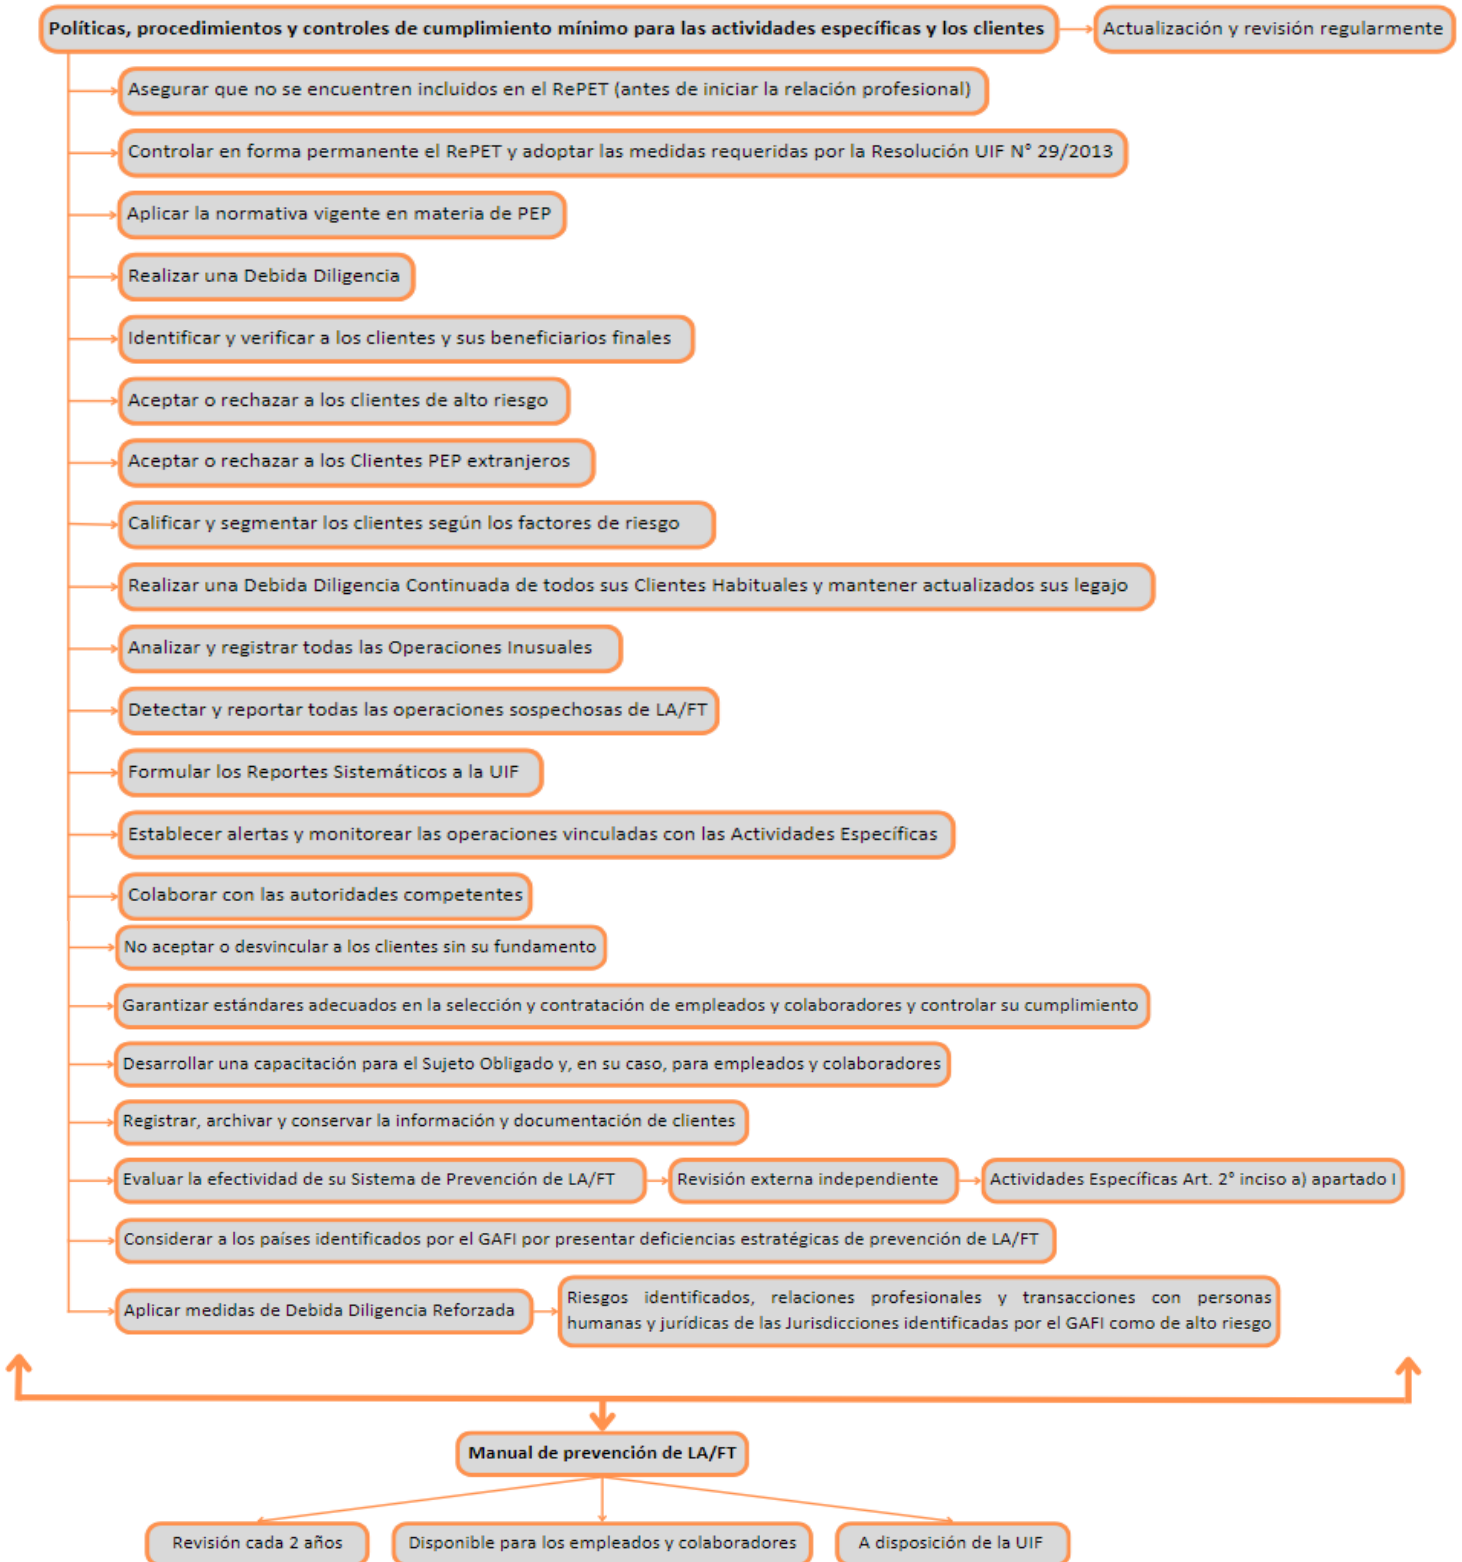 Políticas, procedimientos y controles de cumplimiento mínimo para las actividades específicas y los clientes
Actualización y revisión regularmente
Asegurar que no se encuentren incluidos en el RePET (antes de iniciar la relación profesional)
Controlar en forma permanente el RePET y adoptar las medidas requeridas por la Resolución UIF N° 29/2013
Aplicar la normativa vigente en materia de PEP
Realizar una Debida Diligencia
Identificar y verificar a los clientes y sus beneficiarios finales
Aceptar o rechazar a los clientes de alto riesgo
Aceptar o rechazar a los Clientes PEP extranjeros
Calificar y segmentar los clientes según los factores de riesgo
Realizar una Debida Diligencia Continuada de todos sus Clientes Habituales y mantener actualizados sus legajo
Analizar y registrar todas las Operaciones Inusuales
Detectar y reportar todas las operaciones sospechosas de LA/FT
Formular los Reportes Sistemáticos a la UIF
Establecer alertas y monitorear las operaciones vinculadas con las Actividades Específicas
Colaborar con las autoridades competentes
No aceptar o desvincular a los clientes sin su fundamento
Garantizar estándares adecuados en la selección y contratación de empleados y colaboradores y controlar su cumplimiento
Desarrollar una capacitación para el Sujeto Obligado y, en su caso, para empleados y colaboradores
Registrar, archivar y conservar la información y documentación de clientes
Evaluar la efectividad de su Sistema de Prevención de LA/FT
Revisión externa independiente
Actividades Específicas Art. 2° inciso a) apartado I
Considerar a los países identificados por el GAFI por presentar deficiencias estratégicas de prevención de LA/FT
Aplicar medidas de Debida Diligencia Reforzada
Riesgos identificados, relaciones profesionales y transacciones con personas
humanas y jurídicas de las Jurisdicciones identificadas por el GAFI como de alto riesgo
Manual de prevención de LA/FT
Revisión cada 2 años
Disponible para los empleados y colaboradores
A disposición de la UIF